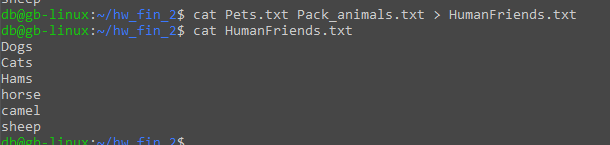 sheep
db@gb-linux:~/hw_fin_2$ cat Pets.txt Pack_animals.txt > HumanFriends.txt
db@gb-linux:~/hw_fin_2$ cat HumanFriends.txt
Dogs
Cats
Hams
horse
camel
sheep
db@gb-linux:~/hw_fin_2$